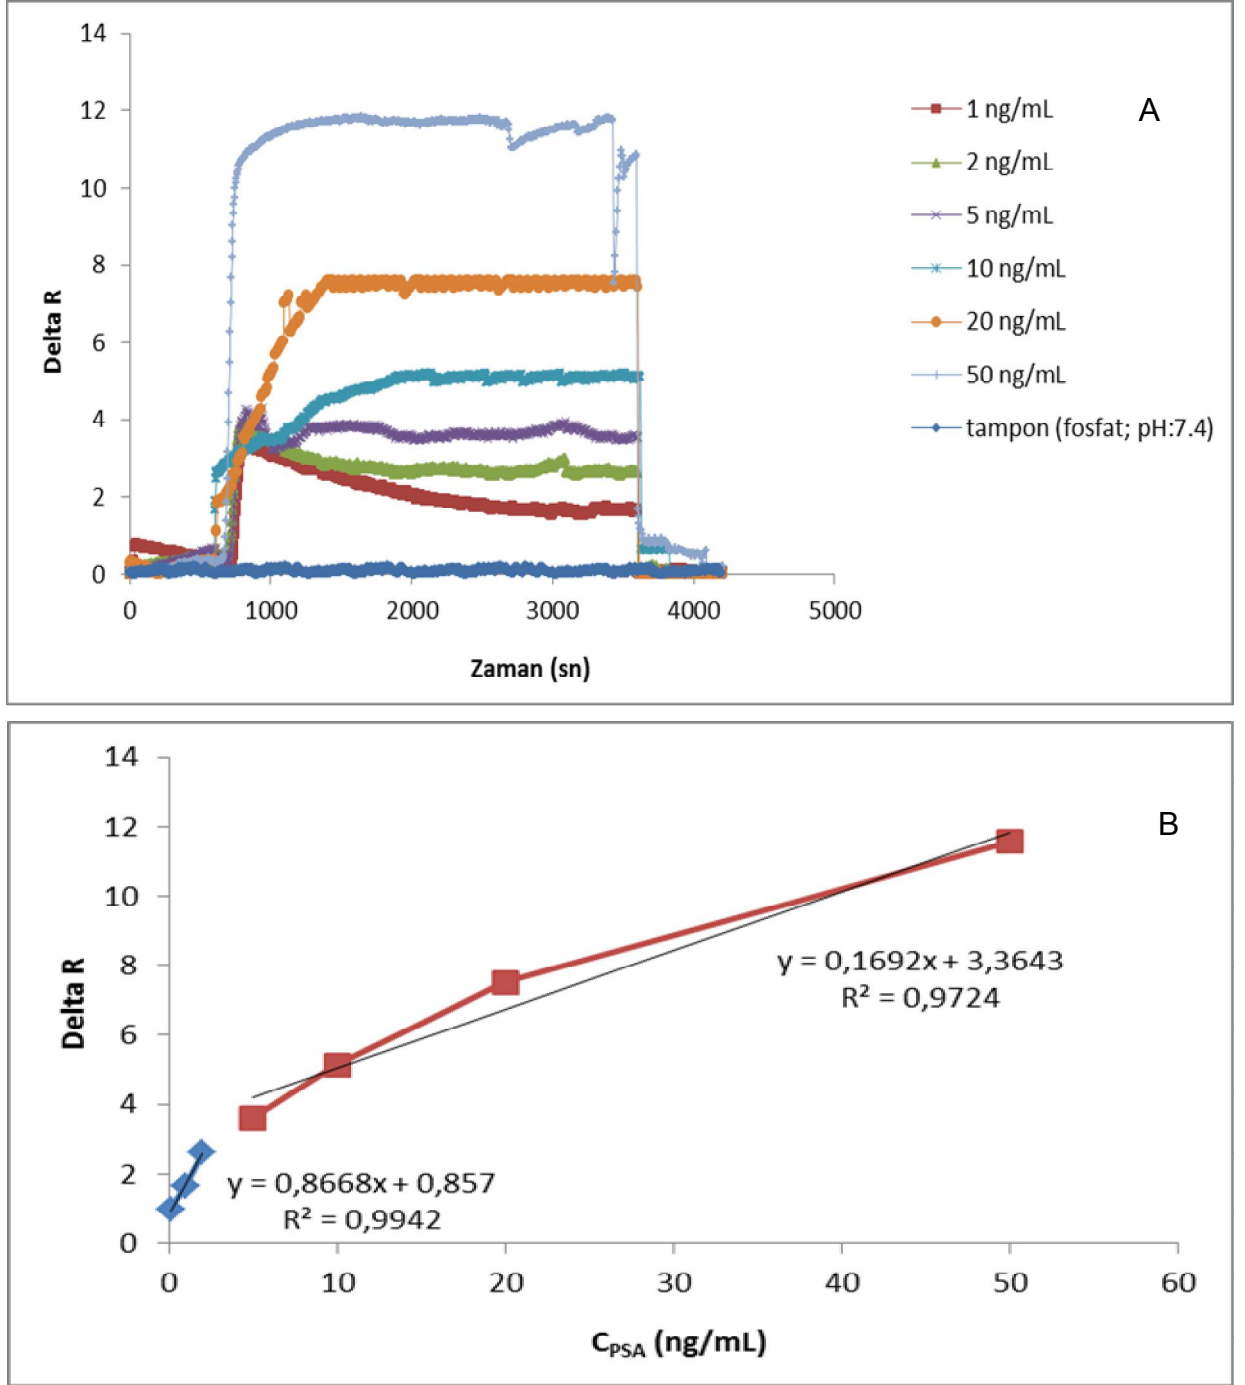 14
12
10
8
6
4
2
0
Delta R
0 1000 2000 3000 4000 5000
Zaman (sn)
1 ng/mL
2 ng/mL
5 ng/mL
10 ng/mL
20 ng/mL
50 ng/mL
tampon (fosfat; pH:7.4)
A
14
12
10
8
6
4
2
0
Delta R
B
y = 0,1692x + 3,3643
R² = 0,9724
y = 0,8668x + 0,857
R² = 0,9942
0 10 20 30 40 50 60
CPSA (ng/mL)